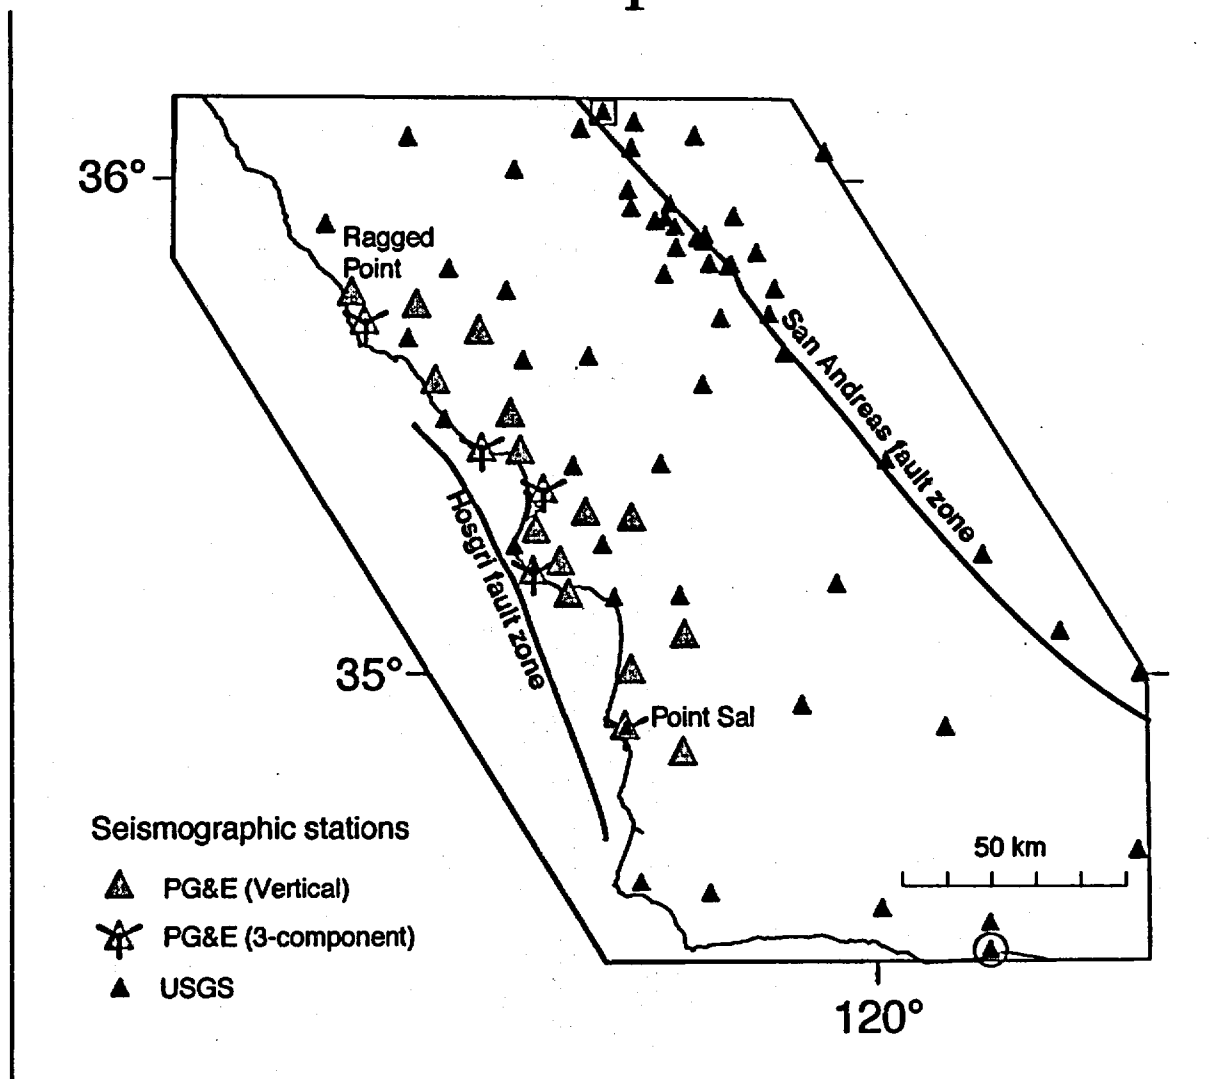 36°
Ragged
Point
San Andreas fault zone
Hosgri fault zone
35°
Point Sal
Seismographic stations
50 km
PG&E (Vertical)
PG&E (3-component)
USGS
120°